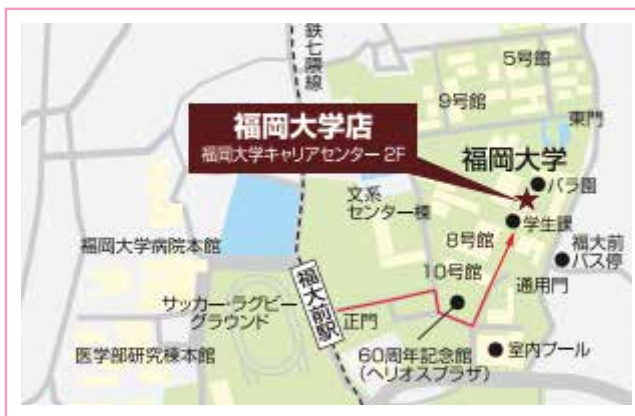 鉄七隈線
5号館
9号館
福岡大学店
福岡大学キャリアセンター 2F
東門
福岡大学
バラ園
文系
センター棟
学生課
8号館
福大前
バス停
福岡大学病院本館
10号館
通用門
サッカー・ラグビー
グラウンド
福大前駅
正門
60周年記念館
(ヘリオスプラザ)
室内プール
医学部研究棟本館